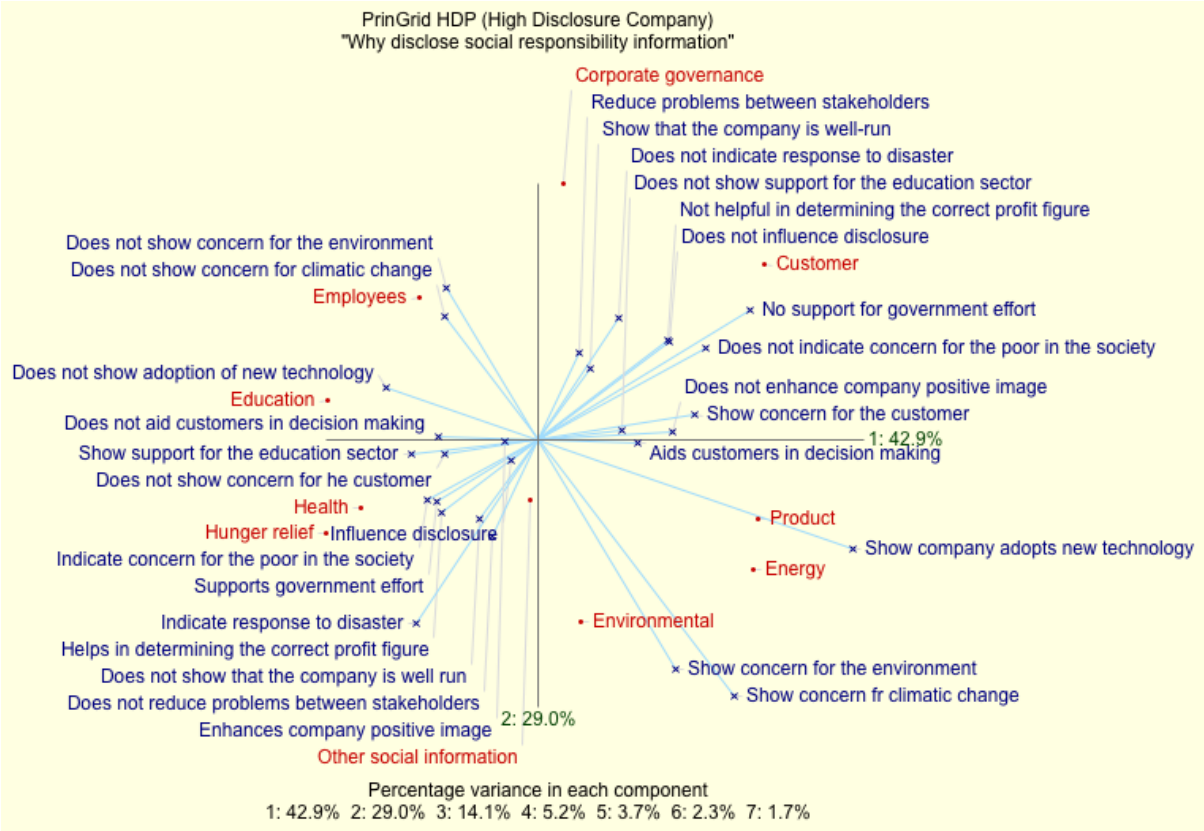 PrinGrid HDP (High Disclosure Company)
"Why disclose social responsibility information"
Corporate governance
Reduce problems between stakeholders
Show that the company is well-run
Does not indicate response to disaster
Does not show support for the education sector
Not helpful in determining the correct profit figure
Does not influence disclosure
Does not show concern for the environment
Customer
Does not show concern for climatic change
Employees
No support for government effort
Does not indicate concern for the poor in the society
Does not show adoption of new technology
Does not enhance company positive image
Education
Show concern for the customer
Does not aid customers in decision making
1: 42.9%
Show support for the education sector
Aids customers in decision making
Does not show concern for he customer
Health
Product
Hunger relief
Influence disclosure
Show company adopts new technology
Indicate concern for the poor in the society
Energy
Supports government effort
Indicate response to disaster
Environmental
Helps in determining the correct profit figure
Show concern for the environment
Does not show that the company is well run
Show concern fr climatic change
Does not reduce problems between stakeholders
2: 29.0%
Enhances company positive image
Other social information
Percentage variance in each component
1: 42.9% 2: 29.0% 3: 14.1% 4: 5.2% 5: 3.7% 6: 2.3% 7: 1.7%